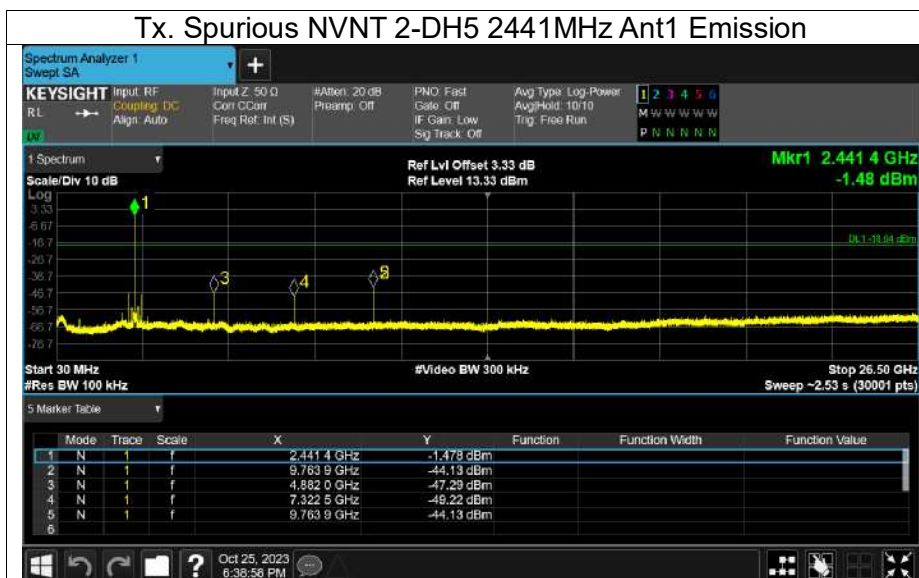 Tx. Spurious NVNT 2-DH5 2441MHz Ant1 Emission
Spectrum Analyzer 1
Swept SA
+
KEYSIGHT Input: RF Input Z: 50 Ω #Atten: 20 dB PNO: Fast Avg Type: Log-Power 1 2 3 4 5 6
RL Coupling: DC Corr CCorr Preamp: Off Gate: Off Avg|Hold: 10/10 M W W W W W
Align: Auto Freq Ref: Int (S) IF Gain: Low Trig: Free Run
Sig Track: Off P N N N N N
1 Spectrum Ref Lvl Offset 3.33 dB Mkr1 2.441 4 GHz
Scale/Div 10 dB Ref Level 13.33 dBm -1.48 dBm
Log
3.33
1
-6.67
-16.7
-26.7
-36.7 3 4
-46.7
-56.7
-66.7
-76.7
Start 30 MHz #Video BW 300 kHz Stop 26.50 GHz
#Res BW 100 kHz Sweep ~2.53 s (30001 pts)
5 Marker Table
Mode Trace Scale X Y Function Function Width Function Value
1 N 1 f 2.441 4 GHz -1.478 dBm
2 N 1 f 9.763 9 GHz -44.13 dBm
3 N 1 f 4.882 0 GHz -47.29 dBm
4 N 1 f 7.322 5 GHz -49.22 dBm
5 N 1 f 9.763 9 GHz -44.13 dBm
6
? Oct 25, 2023
6:38:58 PM